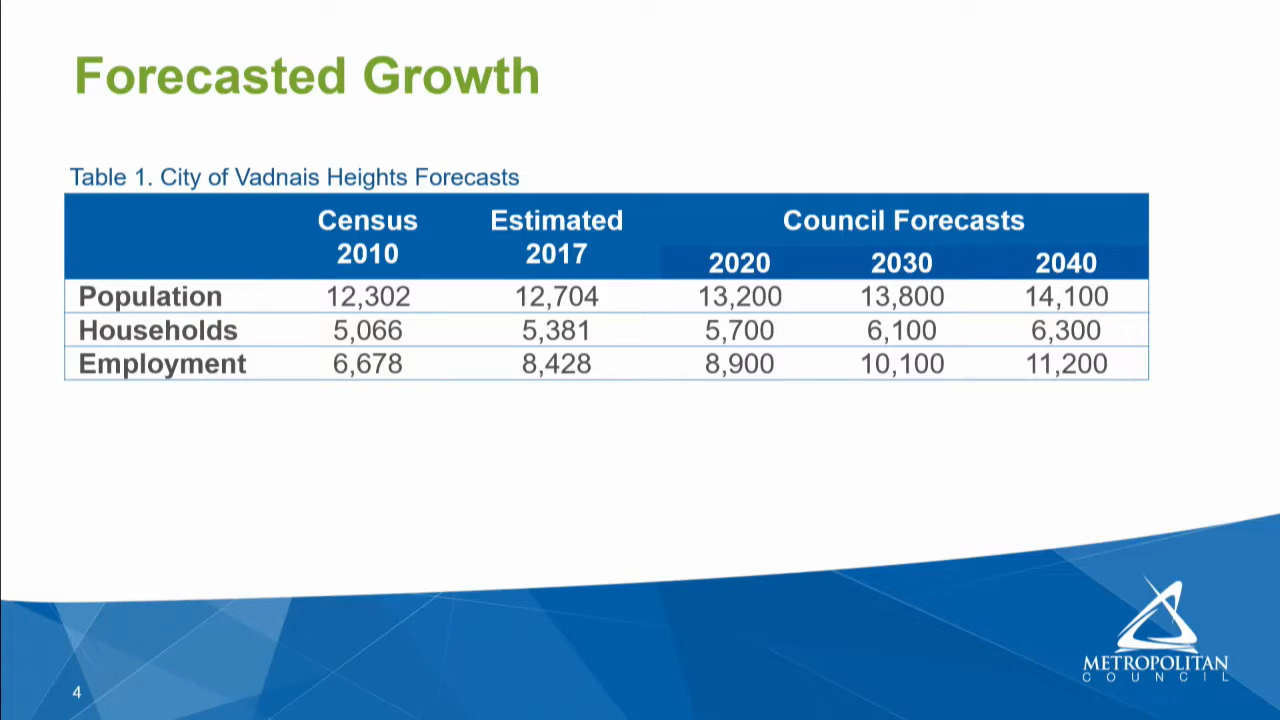 Forecasted Growth
Table 1. City of Vadnais Heights Forecasts
Census 2010 Estimated 2017 Council Forecasts
2020 2030 2040
Population 12,302 12,704 13,200 13,800 14,100
Households 5,066 5,381 5,700 6,100 6,300
Employment 6,678 8,428 8,900 10,100 11,200
METROPOLITAN
COUNCIL
4